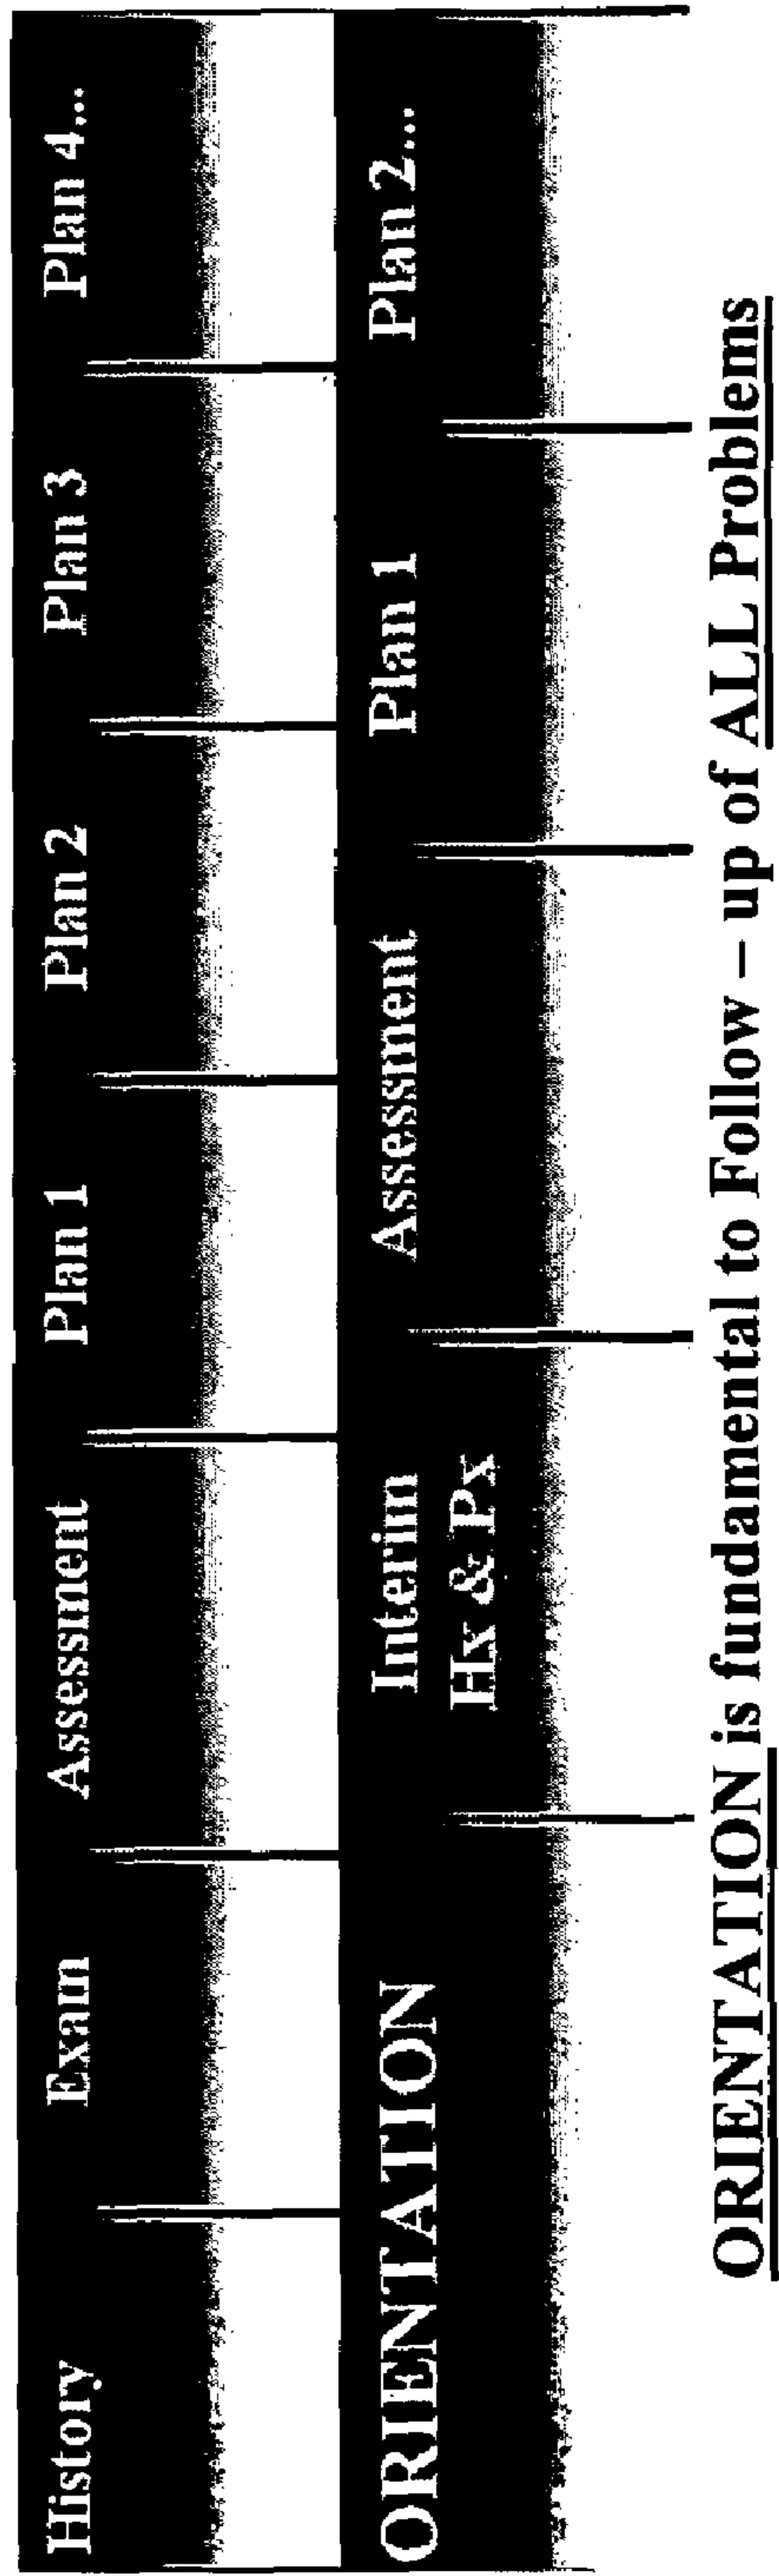 History Exam Assessment Plan 1 Plan 2 Plan 3 Plan 4...
ORIENTATION Interim Assessment Plan 1 Plan 2...
Hx & Px
ORIENTATION is fundamental to Follow – up of ALL Problems